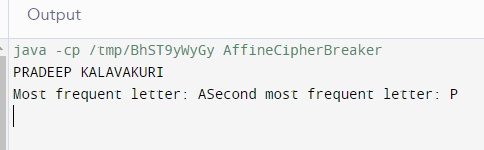 Output
java -cp /tmp/BhST9yWyGy AffineCipherBreaker
PRADEEP KALAVAKURI
Most frequent letter: ASecond most frequent letter: P